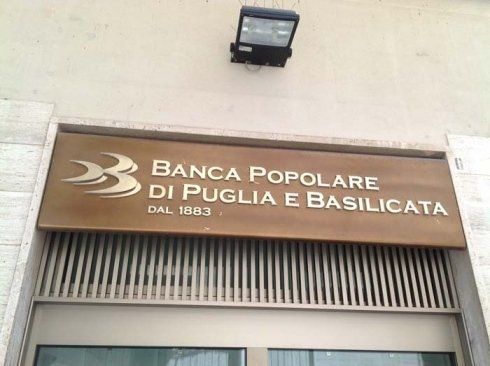 BANCA POPOLARE
DI PUGLIA E BASILICATA
DAL 1883